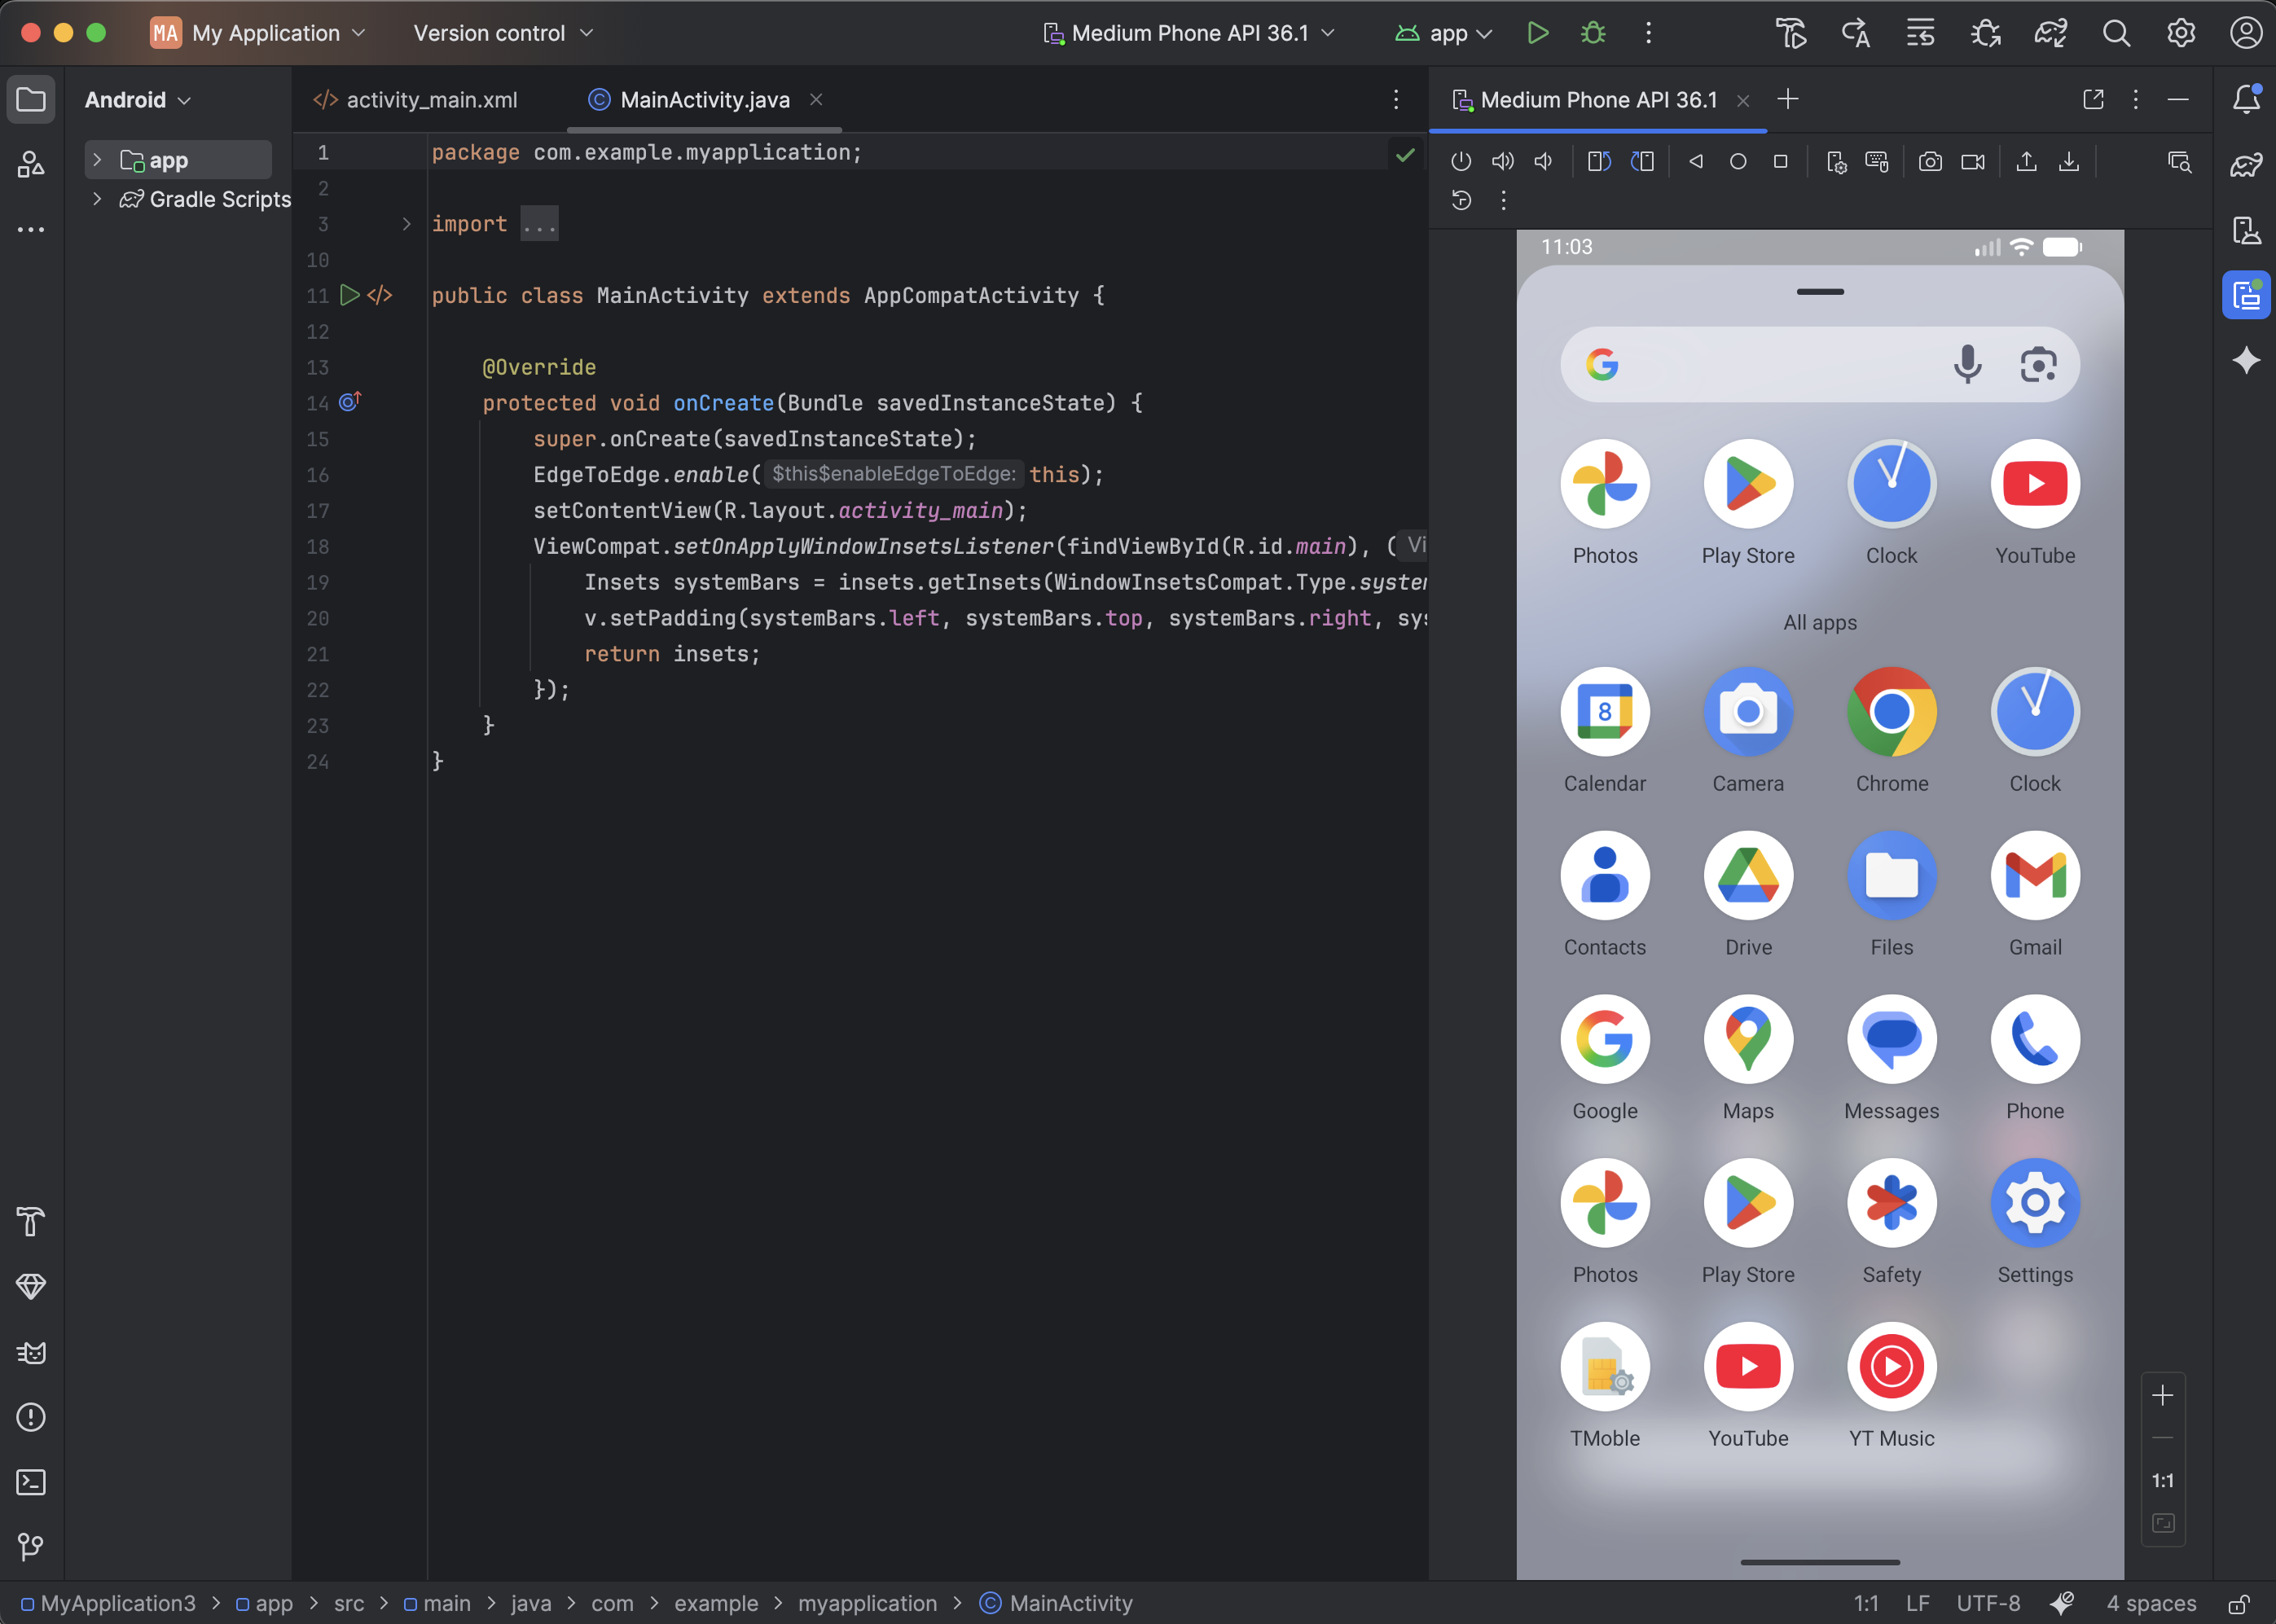 MA My Application Version control Medium Phone API 36.1 app
Android
app
Gradle Scripts
activity_main.xml MainActivity.java
1 package com.example.myapplication;
2
3 import ...
10
11 public class MainActivity extends AppCompatActivity {
12
13 @Override
14 protected void onCreate(Bundle savedInstanceState) {
15 super.onCreate(savedInstanceState);
16 EdgeToEdge.enable( $this$enableEdgeToEdge: this);
17 setContentView(R.layout.activity_main);
18 ViewCompat.setOnApplyWindowInsetsListener(findViewById(R.id.main), ( Vi
19 Insets systemBars = insets.getInsets(WindowInsetsCompat.Type.system
20 v.setPadding(systemBars.left, systemBars.top, systemBars.right, sys
21 return insets;
22 });
23 }
24 }
Medium Phone API 36.1
11:03
Photos Play Store Clock YouTube
All apps
8
Calendar Camera Chrome Clock
Contacts Drive Files Gmail
Google Maps Messages Phone
Photos Play Store Safety Settings
TMoble YouTube YT Music
1:1
MyApplication3 > app > src > main > java > com > example > myapplication > MainActivity
1:1 LF UTF-8 4 spaces